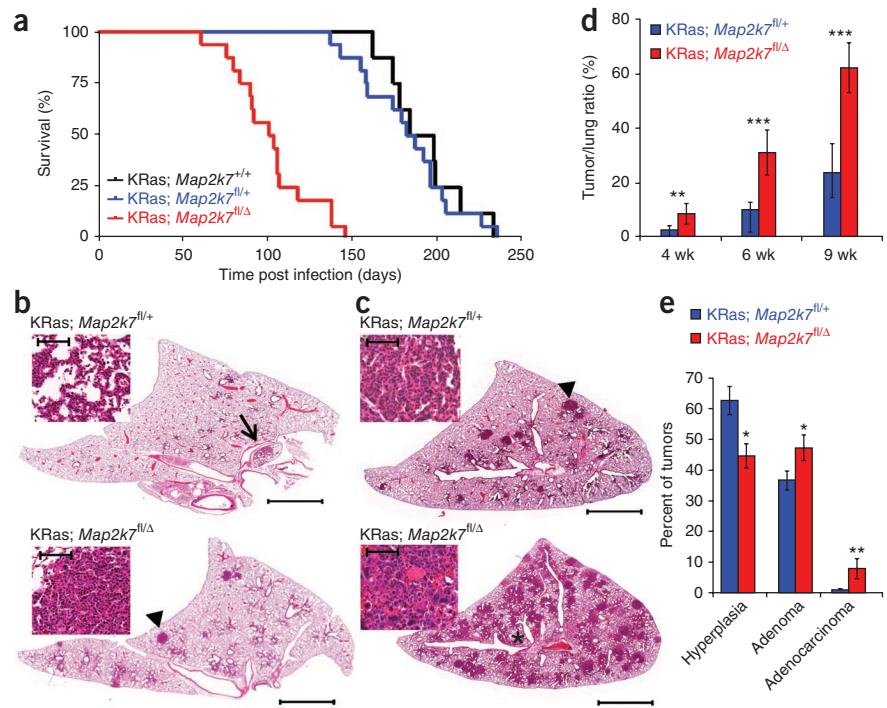 a
100
75
50
25
0
Survival (%)
KRas; Map2k7+/+
KRas; Map2k7fl/+
KRas; Map2k7fl/Δ
0 50 100 150 200 250
Time post infection (days)
d
KRas; Map2k7fl/+
KRas; Map2k7fl/Δ
80
60
40
20
0
Tumor/lung ratio (%)
**
***
***
4 wk 6 wk 9 wk
b
KRas; Map2k7fl/+
KRas; Map2k7fl/Δ
c
KRas; Map2k7fl/+
KRas; Map2k7fl/Δ
*
e
KRas; Map2k7fl/+
KRas; Map2k7fl/Δ
70
60
50
40
30
20
10
0
Percent of tumors
*
*
**
Hyperplasia
Adenoma
Adenocarcinoma